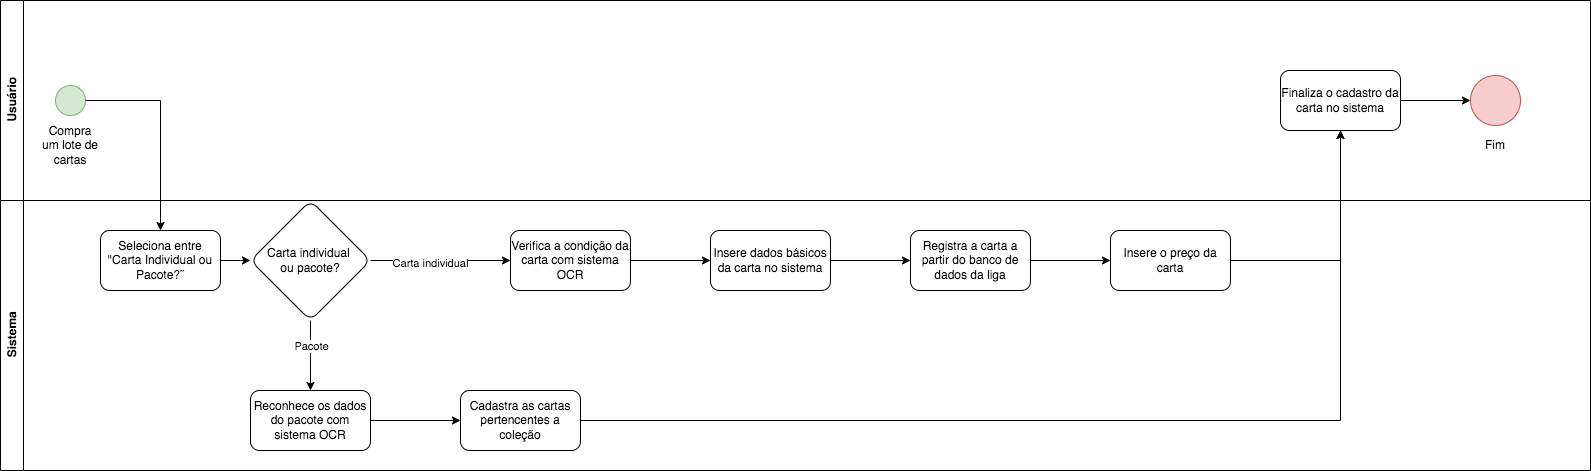 Usuário
Compra
um lote de
cartas
Finaliza o cadastro da
carta no sistema
Fim
Sistema
Seleciona entre
"Carta Individual ou
Pacote?"
Carta individual
ou pacote?
Carta individual
Verifica a condição da
carta com sistema
OCR
Insere dados básicos
da carta no sistema
Registra a carta a
partir do banco de
dados da liga
Insere o preço da
carta
Pacote
Reconhece os dados
do pacote com
sistema OCR
Cadastra as cartas
pertencentes a
coleção